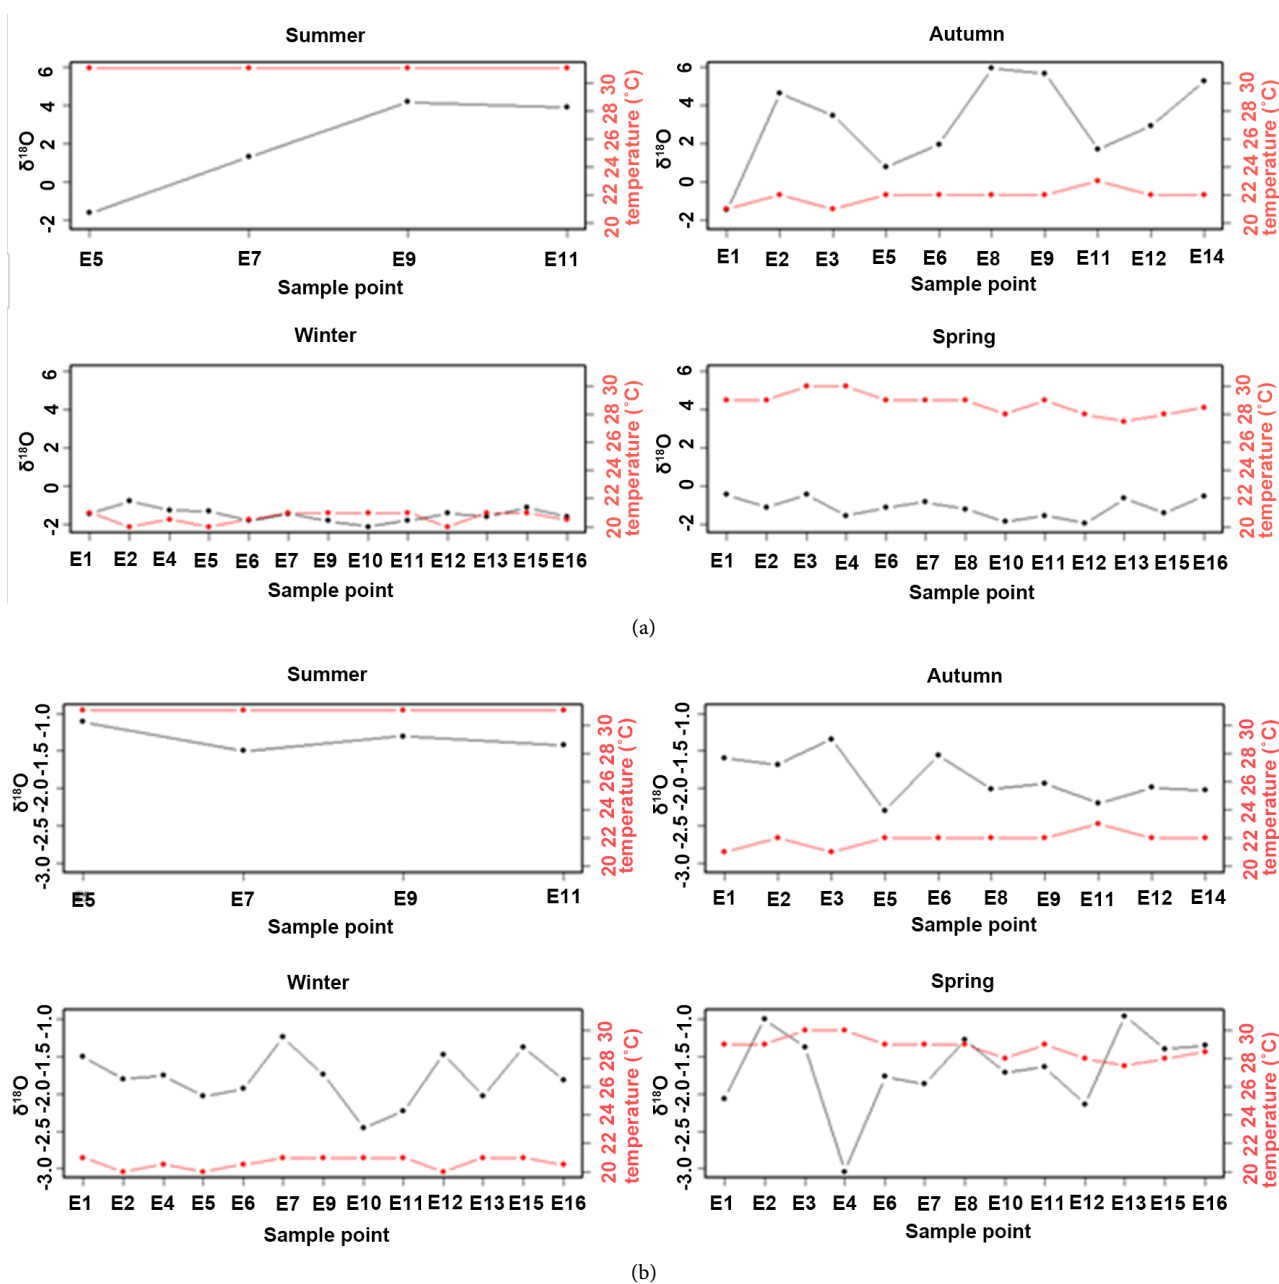 Summer
6
4
2
0
-2
δ18O
20 22 24 26 28 30
temperature (˚C)
E5 E7 E9 E11
Sample point
Autumn
6
4
2
0
-2
δ18O
20 22 24 26 28 30
temperature (˚C)
E1 E2 E3 E5 E6 E8 E9 E11 E12 E14
Sample point
Winter
6
4
2
0
-2
δ18O
20 22 24 26 28 30
temperature (˚C)
E1 E2 E4 E5 E6 E7 E9 E10 E11 E12 E13 E15 E16
Sample point
Spring
6
4
2
0
-2
δ18O
20 22 24 26 28 30
temperature (˚C)
E1 E2 E3 E4 E6 E7 E8 E10 E11 E12 E13 E15 E16
Sample point
(a)
Summer
-3.0 -2.5 -2.0 -1.5 -1.0
δ18O
20 22 24 26 28 30
temperature (˚C)
E5 E7 E9 E11
Sample point
Autumn
-3.0 -2.5 -2.0 -1.5 -1.0
δ18O
20 22 24 26 28 30
temperature (˚C)
E1 E2 E3 E5 E6 E8 E9 E11 E12 E14
Sample point
Winter
-3.0 -2.5 -2.0 -1.5 -1.0
δ18O
20 22 24 26 28 30
temperature (˚C)
E1 E2 E4 E5 E6 E7 E9 E10 E11 E12 E13 E15 E16
Sample point
Spring
-3.0 -2.5 -2.0 -1.5 -1.0
δ18O
20 22 24 26 28 30
temperature (˚C)
E1 E2 E3 E4 E6 E7 E8 E10 E11 E12 E13 E15 E16
Sample point
(b)